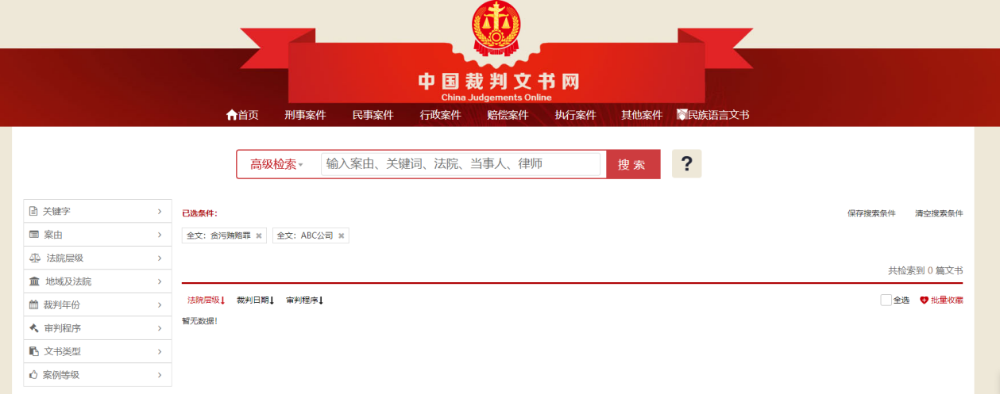 中国裁判文书网
China Judgements Online
首页 刑事案件 民事案件 行政案件 赔偿案件 执行案件 其他案件 民族语言文书
高级检索 输入案由、关键词、法院、当事人、律师 搜索 ?
关键字
案由
法院层级
地域及法院
裁判年份
审判程序
文书类型
案例等级
已选条件： 保存搜索条件 清空搜索条件
全文：贪污贿赂罪 × 全文：ABC公司 ×
共检索到 0 篇文书
法院层级↓ 裁判日期↓ 审判程序↓ 全选 批量收藏
暂无数据！